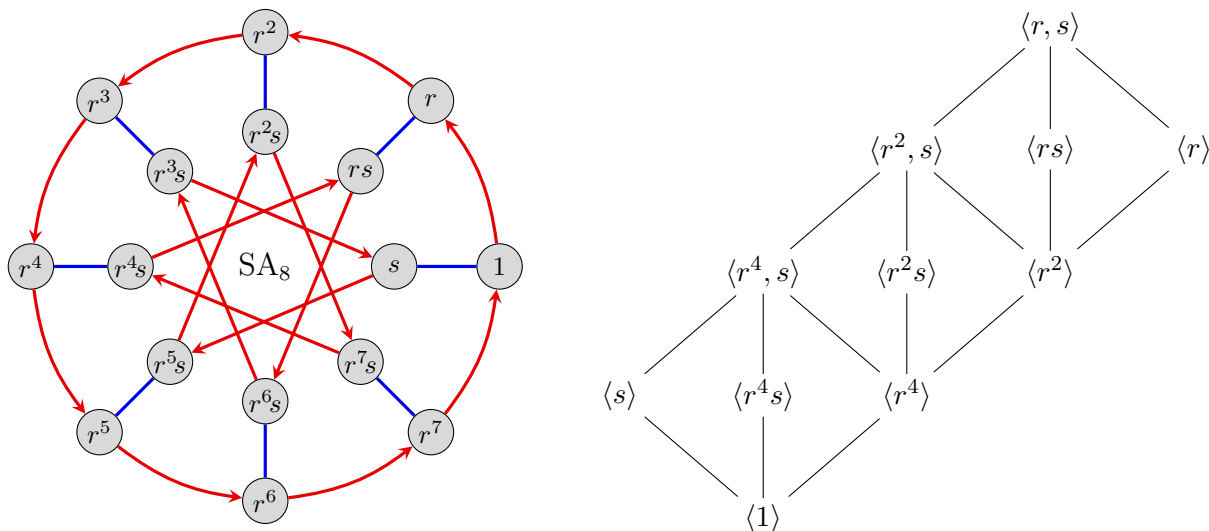 r²
r³
r
r²s
r³s
rs
r⁴
r⁴s
SA₈
s
1
r⁵s
r⁷s
r⁶s
r⁵
r⁷
r⁶
⟨r, s⟩
⟨r², s⟩ ⟨rs⟩ ⟨r⟩
⟨r⁴, s⟩ ⟨r²s⟩ ⟨r²⟩
⟨s⟩ ⟨r⁴s⟩ ⟨r⁴⟩
⟨1⟩